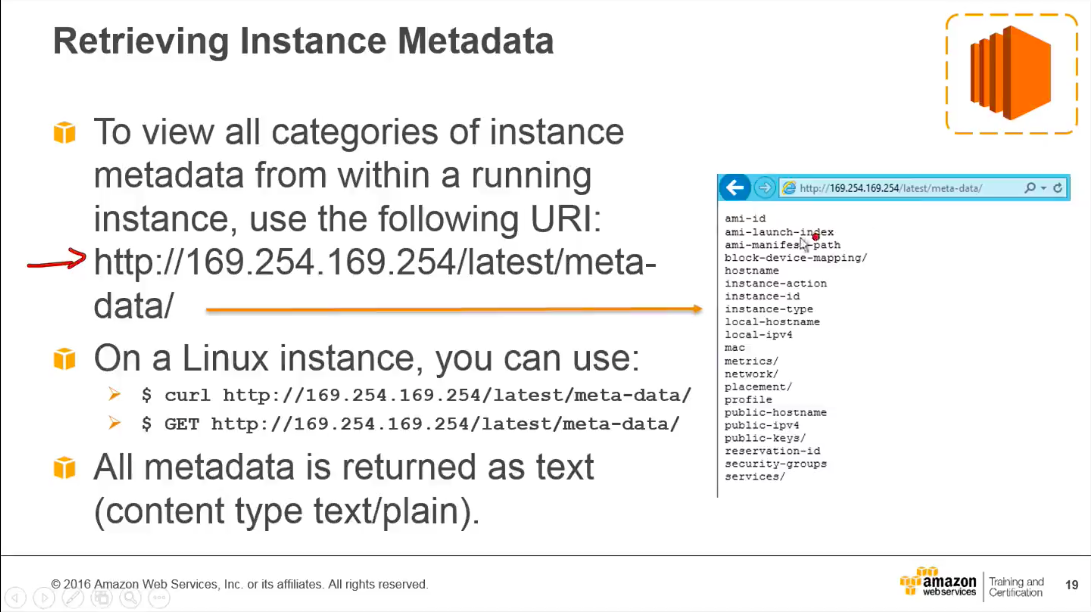 Retrieving Instance Metadata
To view all categories of instance
metadata from within a running
instance, use the following URI:
http://169.254.169.254/latest/meta-
data/
On a Linux instance, you can use:
$ curl http://169.254.169.254/latest/meta-data/
$ GET http://169.254.169.254/latest/meta-data/
All metadata is returned as text
(content type text/plain).
http://169.254.169.254/latest/meta-data/
ami-id
ami-launch-index
ami-manifest-path
block-device-mapping/
hostname
instance-action
instance-id
instance-type
local-hostname
local-ipv4
mac
metrics/
network/
placement/
profile
public-hostname
public-ipv4
public-keys/
reservation-id
security-groups
services/
© 2016 Amazon Web Services, Inc. or its affiliates. All rights reserved.
amazon
web services
Training and
Certification
19